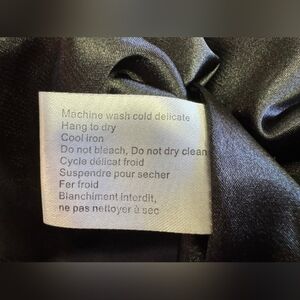 Machine wash cold delicate
Hang to dry
Cool iron
Do not bleach, Do not dry clean
Cycle délicat froid
Suspendre pour secher
Fer froid
Blanchiment interdit,
ne pas nettoyer à sec